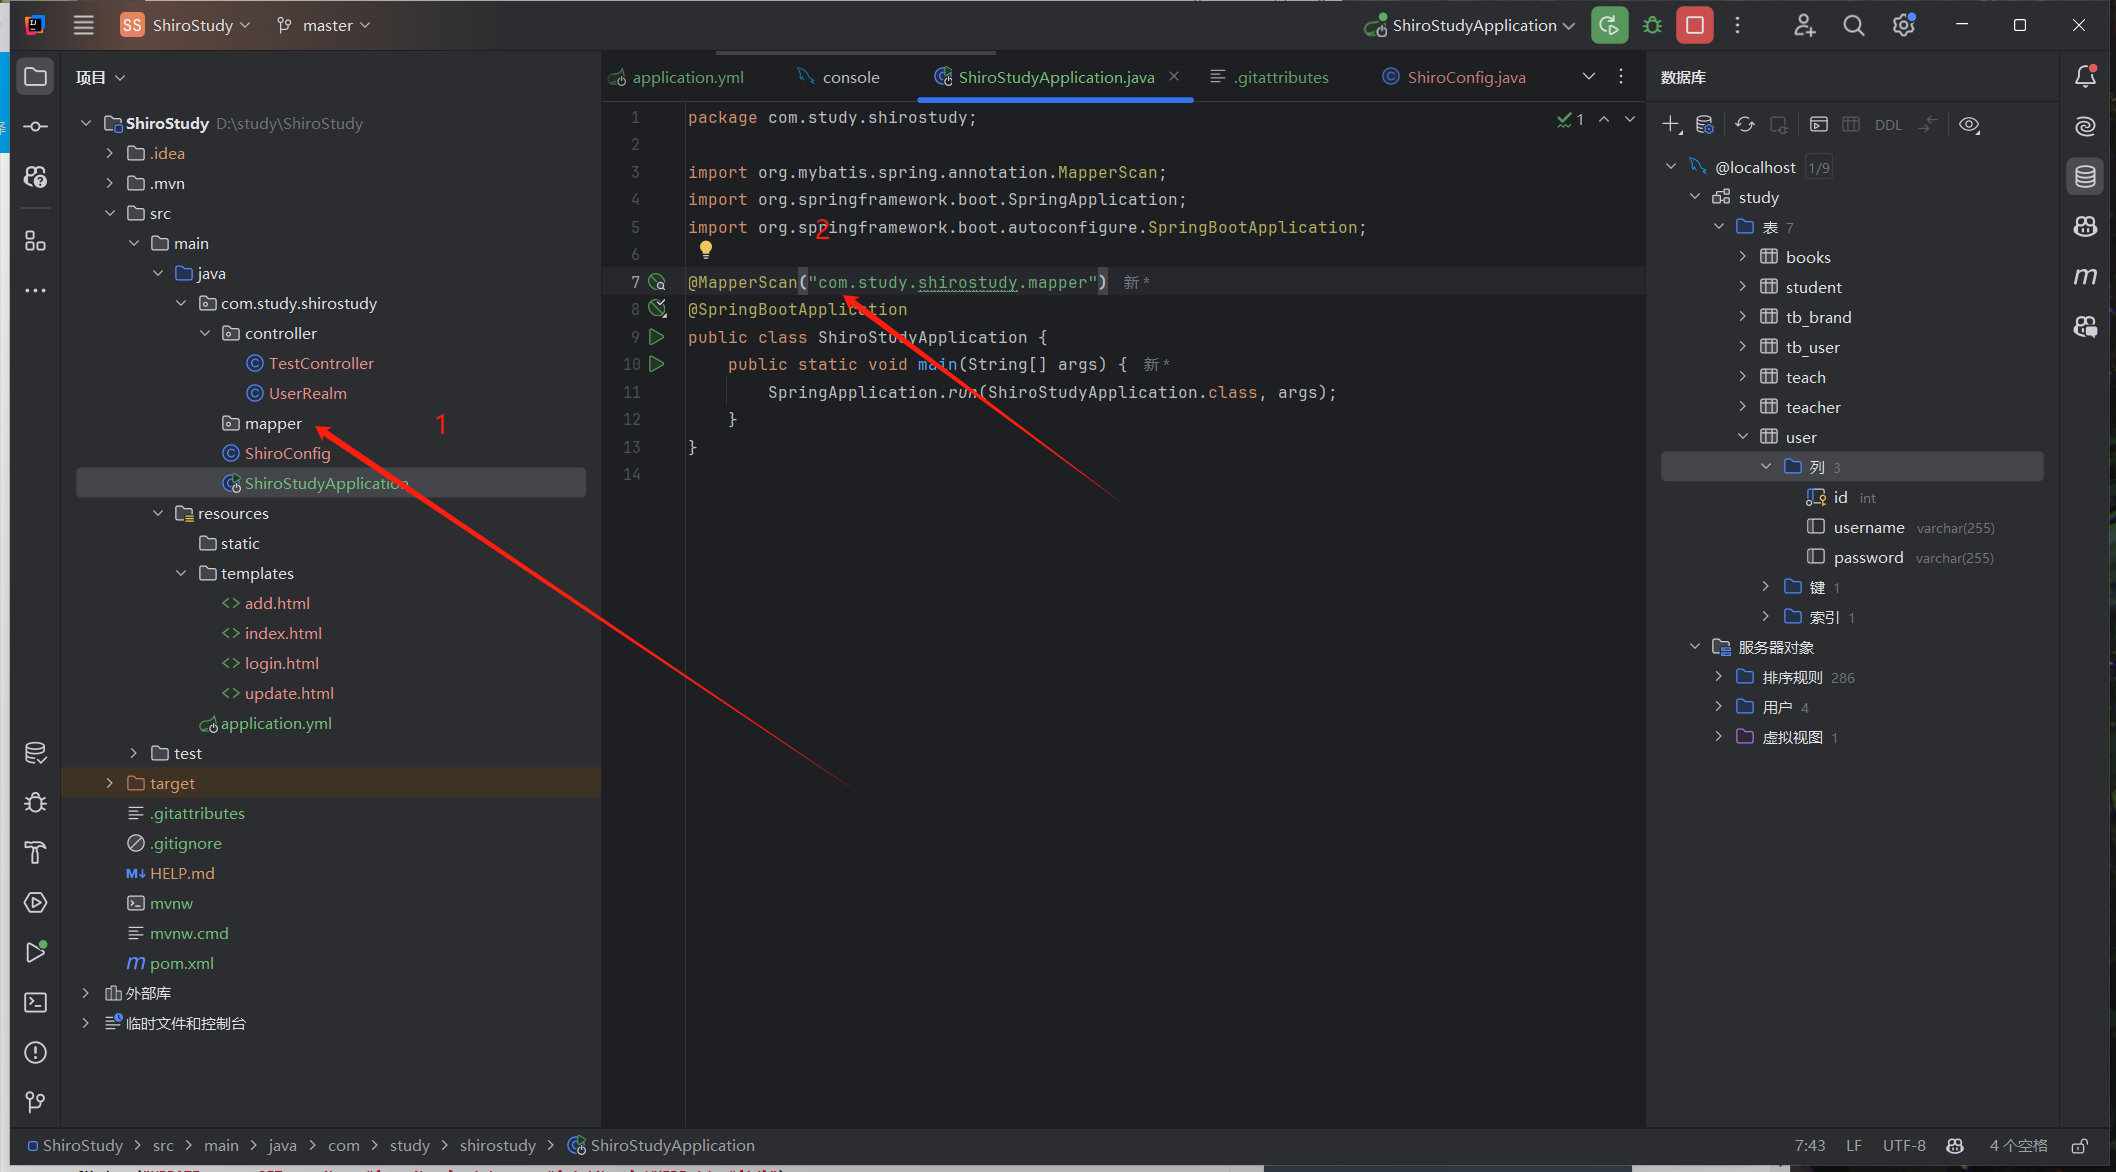 SS ShiroStudy master ShiroStudyApplication
项目
ShiroStudy D:\study\ShiroStudy
.idea
.mvn
src
main
java
com.study.shirostudy
controller
TestController
UserRealm
mapper
1
ShiroConfig
ShiroStudyApplication
resources
static
templates
add.html
index.html
login.html
update.html
application.yml
test
target
.gitattributes
.gitignore
M↓ HELP.md
mvnw
mvnw.cmd
m pom.xml
外部库
临时文件和控制台
application.yml console ShiroStudyApplication.java .gitattributes ShiroConfig.java
1 package com.study.shirostudy;
1
2
3 import org.mybatis.spring.annotation.MapperScan;
4 import org.springframework.boot.SpringApplication;
5 import org.springframework.boot.autoconfigure.SpringBootApplication;
2
6
7 @MapperScan("com.study.shirostudy.mapper") 新 *
8 @SpringBootApplication
9 public class ShiroStudyApplication {
10 public static void main(String[] args) { 新 *
11 SpringApplication.run(ShiroStudyApplication.class, args);
12 }
13 }
14
数据库
DDL
@localhost 1/9
study
表 7
books
student
tb_brand
tb_user
teach
teacher
user
列 3
id int
username varchar(255)
password varchar(255)
键 1
索引 1
服务器对象
排序规则 286
用户 4
虚拟视图 1
m
ShiroStudy > src > main > java > com > study > shirostudy > ShiroStudyApplication
7:43 LF UTF-8 4 个空格